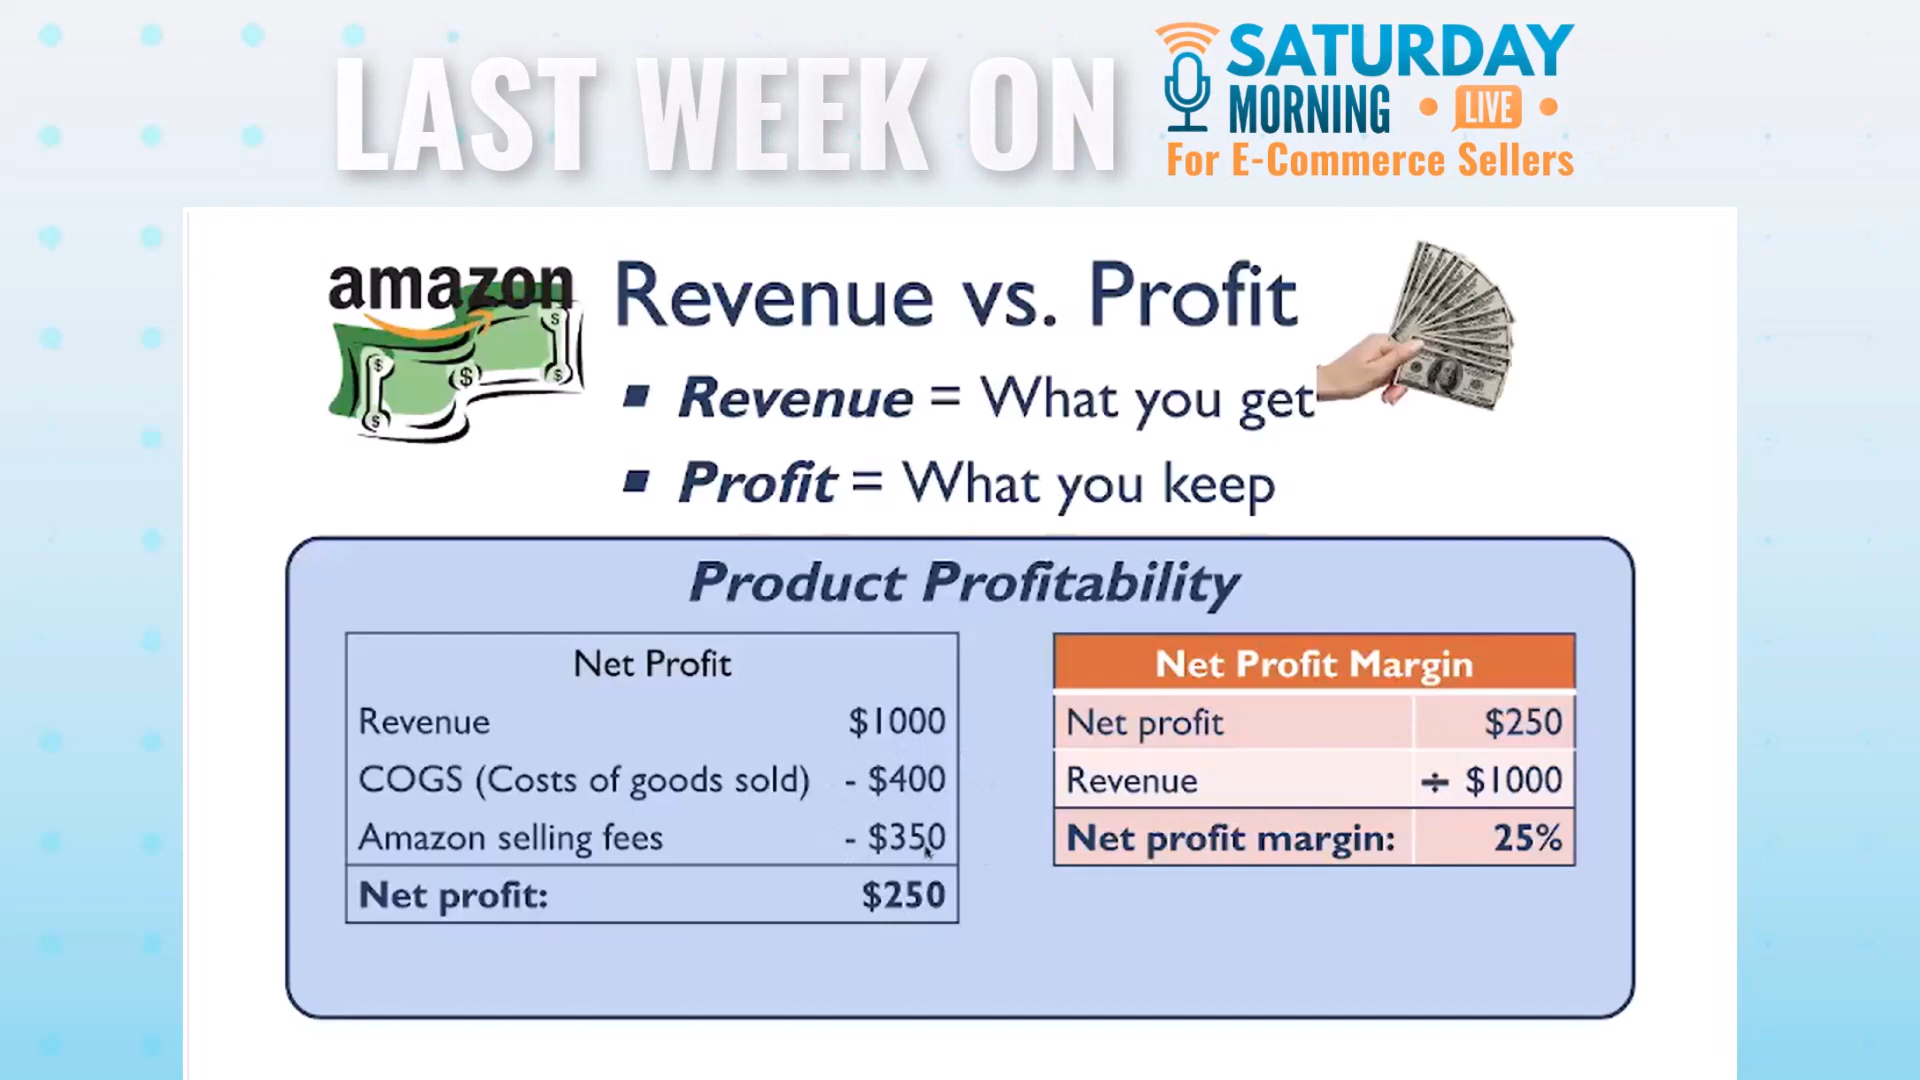 LAST WEEK ON
SATURDAY
MORNING • LIVE •
For E-Commerce Sellers
amazon
Revenue vs. Profit
▪ Revenue = What you get
▪ Profit = What you keep
Product Profitability
Net Profit
Revenue $1000
COGS (Costs of goods sold) - $400
Amazon selling fees - $350
Net profit: $250
Net Profit Margin
Net profit $250
Revenue ÷ $1000
Net profit margin: 25%